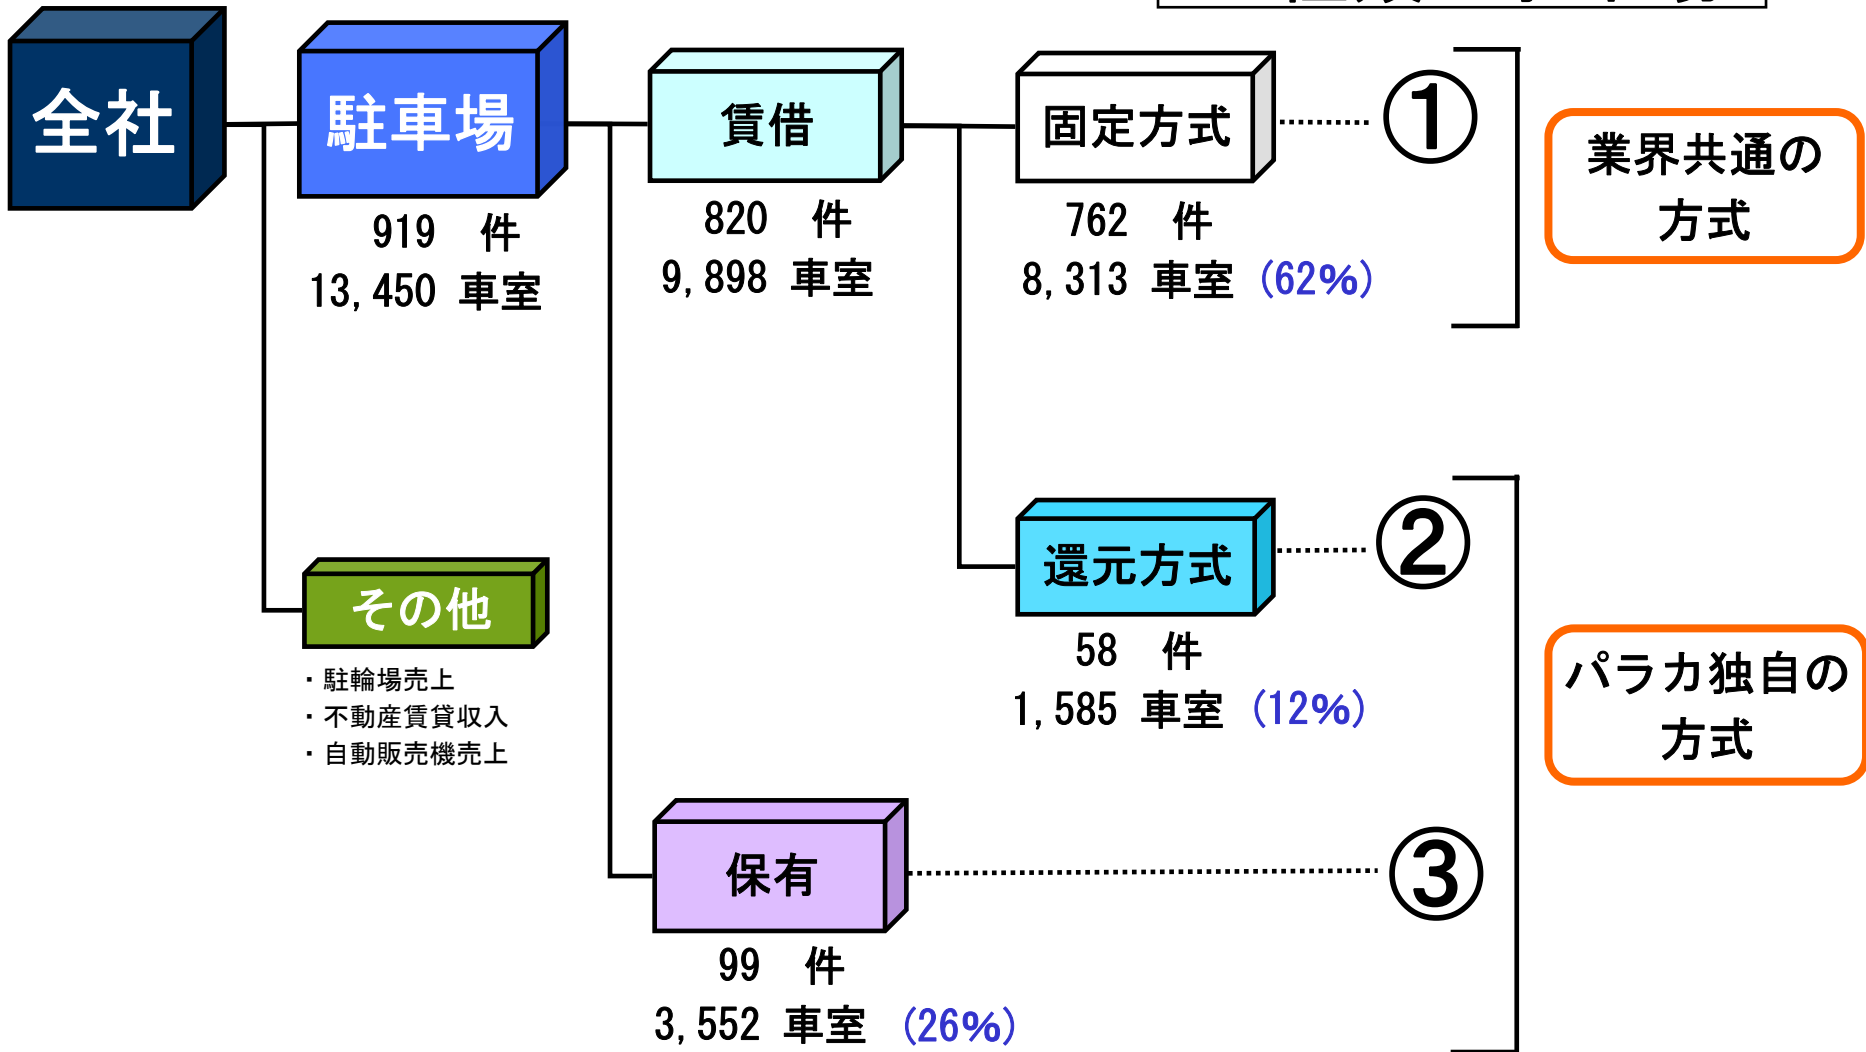 全社
駐車場
919 件
13,450 車室
賃借
820 件
9,898 車室
固定方式
762 件
8,313 車室 (62%)
①
業界共通の
方式
その他
・駐輪場売上
・不動産賃貸収入
・自動販売機売上
還元方式
58 件
1,585 車室 (12%)
②
パラカ独自の
方式
保有
99 件
3,552 車室 (26%)
③